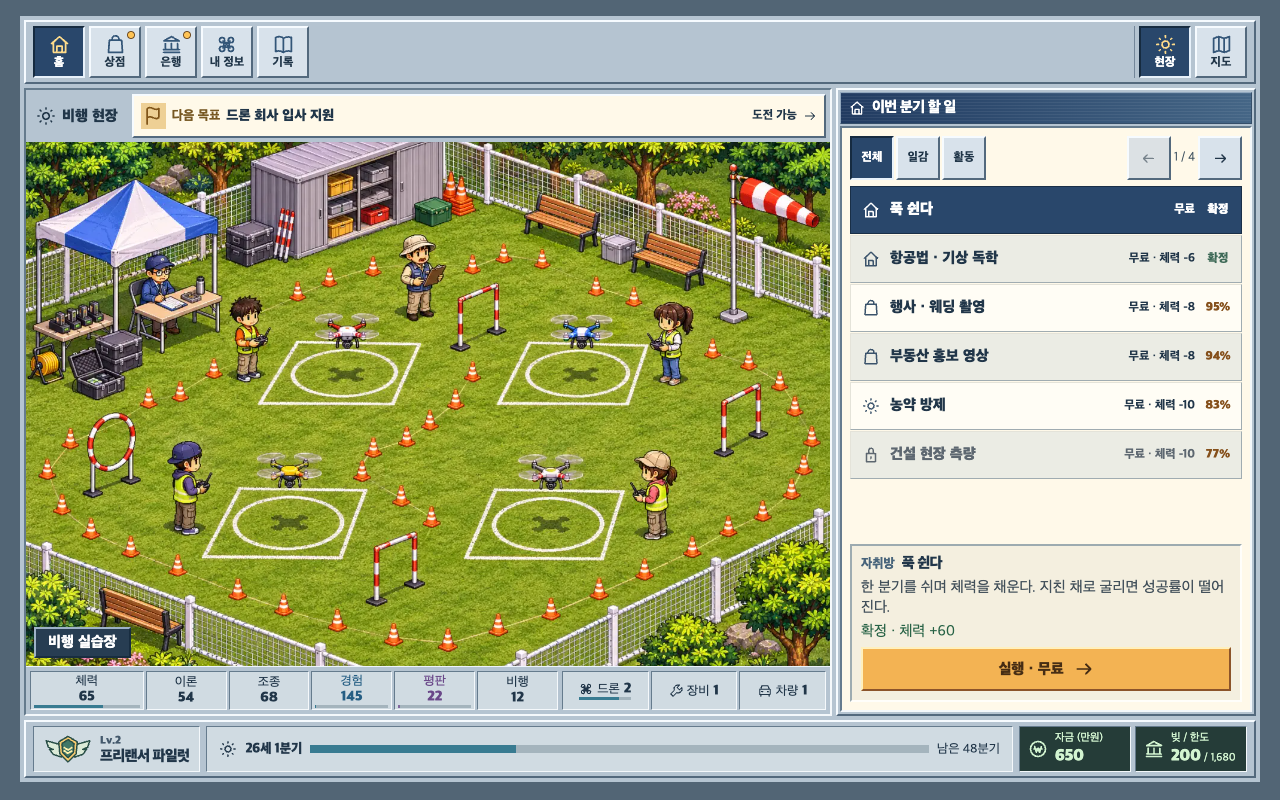 홈
상점
은행
내 정보
기록
현장
지도
비행 현장
다음 목표 드론 회사 입사 지원
도전 가능 →
이번 분기 할 일
전체
일감
활동
←
1 / 4
→
푹 쉰다 무료 확정
항공법 · 기상 독학 무료 · 체력 -6 확정
행사 · 웨딩 촬영 무료 · 체력 -8 95%
부동산 홍보 영상 무료 · 체력 -8 94%
농약 방제 무료 · 체력 -10 83%
건설 현장 측량 무료 · 체력 -10 77%
자취방 푹 쉰다
한 분기를 쉬며 체력을 채운다. 지친 채로 굴리면 성공률이 떨어
진다.
확정 · 체력 +60
실행 · 무료 →
비행 실습장
체력
65
이론
54
조종
68
경험
145
평판
22
비행
12
드론 2
장비 1
차량 1
Lv.2
프리랜서 파일럿
26세 1분기
남은 48분기
자금 (만원)
650
빚 / 한도
200 / 1,680